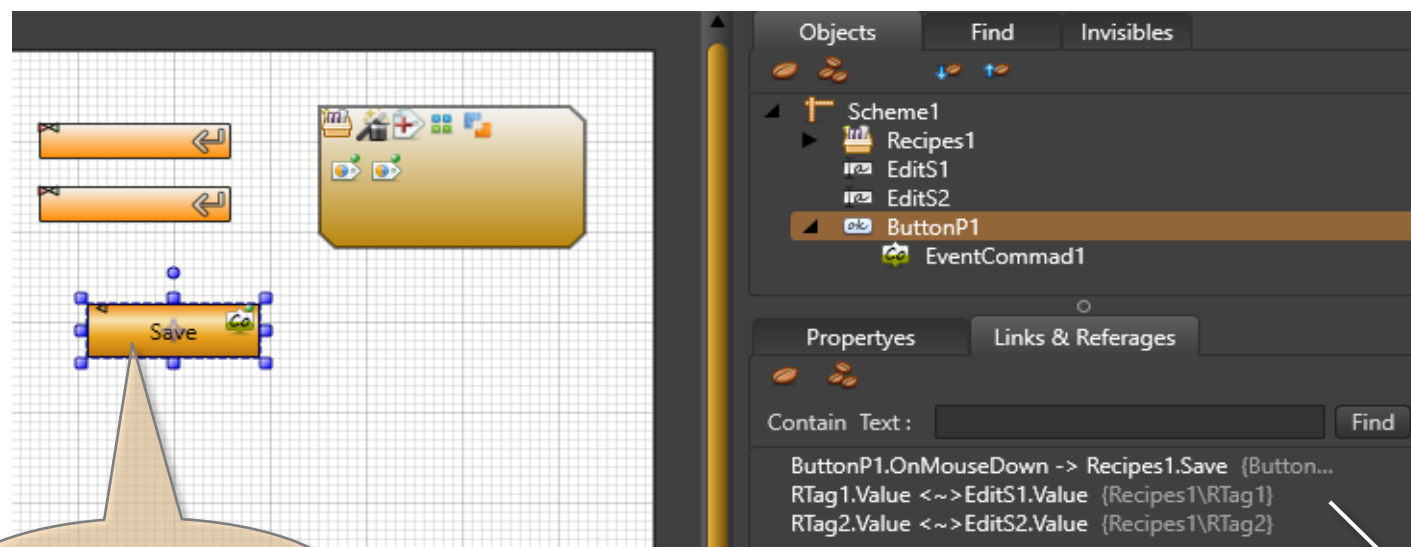 Objects Find Invisibles
Scheme1
Recipes1
EditS1
EditS2
ButtonP1
EventCommad1
Save
Propertyes Links & Referages
Contain Text : Find
ButtonP1.OnMouseDown -> Recipes1.Save {Button...
RTag1.Value <~>EditS1.Value {Recipes1\RTag1}
RTag2.Value <~>EditS2.Value {Recipes1\RTag2}